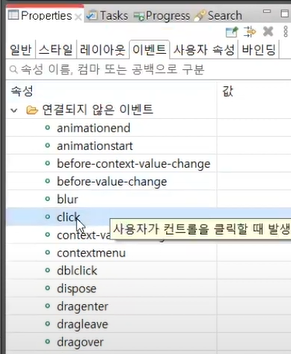 Properties Tasks Progress Search
일반 스타일 레이아웃 이벤트 사용자 속성 바인딩
속성 이름, 컴마 또는 공백으로 구분
속성 값
연결되지 않은 이벤트
animationend
animationstart
before-context-value-change
before-value-change
blur
click
사용자가 컨트롤을 클릭할 때 발생
context-va
contextmenu
dblclick
dispose
dragenter
dragleave
dragover